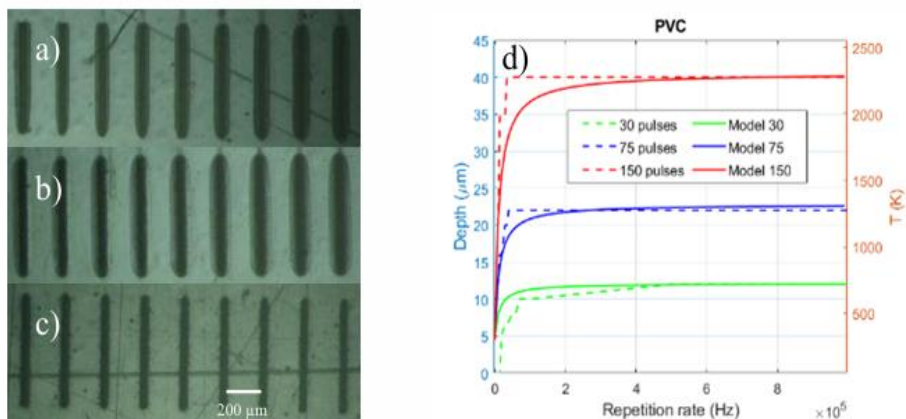 a)
b)
c)
200 µm
PVC
d)
45
40
35
30
25
20
15
10
5
0
Depth (µm)
30 pulses
75 pulses
150 pulses
Model 30
Model 75
Model 150
2500
2000
1500
1000
500
T (K)
0
2
4
6
8
×10⁵
Repetition rate (Hz)